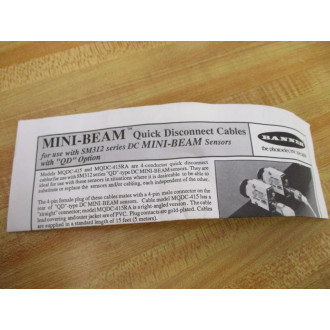 MINI-BEAM™ Quick Disconnect Cables
for use with SM312 series DC MINI-BEAM Sensors
with "QD" Option
BANNER
the photoelectric
Models MQDC-415 and MQDC-415RA are 4-conductor quick disconnect
cables for use with SM312 series "QD"-type DC MINI-BEAM sensors. They are
ideal for use with these sensors in situations where it is desirable to be able to
substitute or replace the sensors and/or cabling, each independent of the other.
The 4-pin female plug of these cables mates with a 4-pin male connector on the
rear of "QD"-type DC MINI-BEAM sensors. Cable model MQDC-415 has a
"straight" connector; model MQDC-415RA is a right-angled version. The cable
lead covering and outer jacket are of PVC. Plug contacts are gold plated. Cables
are supplied in a standard length of 15 feet (5 meters).